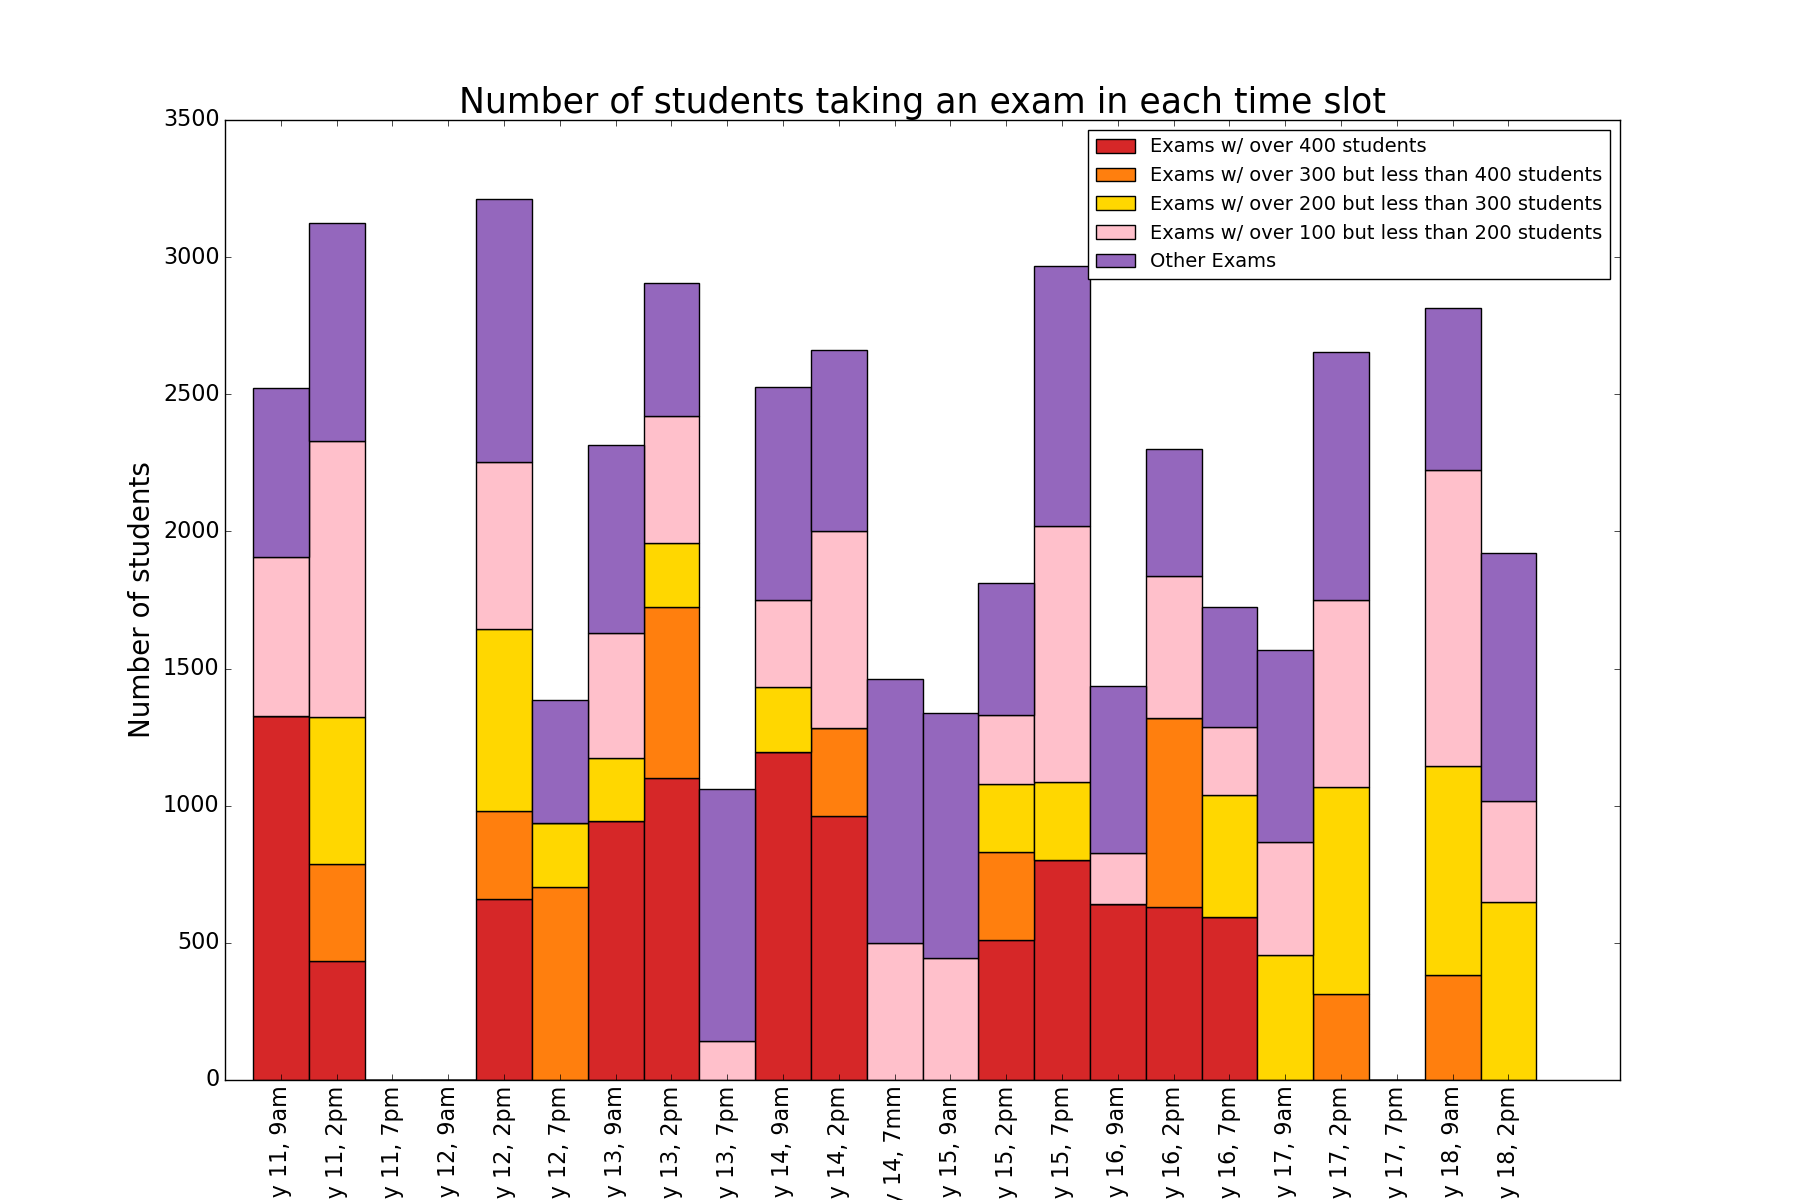 Number of students taking an exam in each time slot
Number of students
3500
3000
2500
2000
1500
1000
500
0
Exams w/ over 400 students
Exams w/ over 300 but less than 400 students
Exams w/ over 200 but less than 300 students
Exams w/ over 100 but less than 200 students
Other Exams
y 11, 9am
y 11, 2pm
y 11, 7pm
y 12, 9am
y 12, 2pm
y 12, 7pm
y 13, 9am
y 13, 2pm
y 13, 7pm
y 14, 9am
y 14, 2pm
y 14, 7mm
y 15, 9am
y 15, 2pm
y 15, 7pm
y 16, 9am
y 16, 2pm
y 16, 7pm
y 17, 9am
y 17, 2pm
y 17, 7pm
y 18, 9am
y 18, 2pm